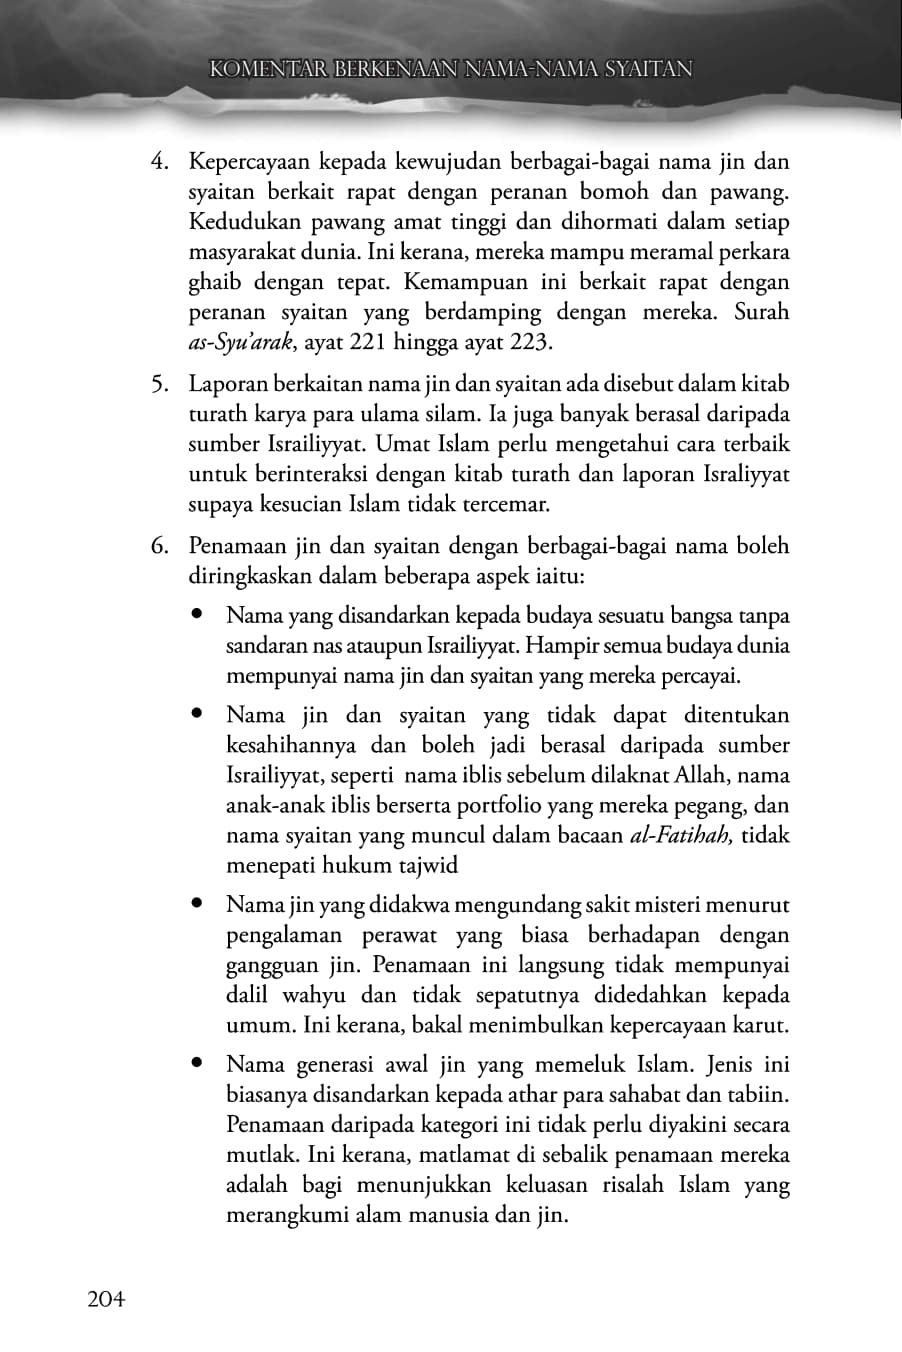 KOMENTAR BERKENAAN NAMA-NAMA SYAITAN
4. Kepercayaan kepada kewujudan berbagai-bagai nama jin dan
syaitan berkait rapat dengan peranan bomoh dan pawang.
Kedudukan pawang amat tinggi dan dihormati dalam setiap
masyarakat dunia. Ini kerana, mereka mampu meramal perkara
ghaib dengan tepat. Kemampuan ini berkait rapat dengan
peranan syaitan yang berdamping dengan mereka. Surah
as-Syu’arak, ayat 221 hingga ayat 223.
5. Laporan berkaitan nama jin dan syaitan ada disebut dalam kitab
turath karya para ulama silam. Ia juga banyak berasal daripada
sumber Israiliyyat. Umat Islam perlu mengetahui cara terbaik
untuk berinteraksi dengan kitab turath dan laporan Israliyyat
supaya kesucian Islam tidak tercemar.
6. Penamaan jin dan syaitan dengan berbagai-bagai nama boleh
diringkaskan dalam beberapa aspek iaitu:
• Nama yang disandarkan kepada budaya sesuatu bangsa tanpa
sandaran nas ataupun Israiliyyat. Hampir semua budaya dunia
mempunyai nama jin dan syaitan yang mereka percayai.
• Nama jin dan syaitan yang tidak dapat ditentukan
kesahihannya dan boleh jadi berasal daripada sumber
Israiliyyat, seperti nama iblis sebelum dilaknat Allah, nama
anak-anak iblis berserta portfolio yang mereka pegang, dan
nama syaitan yang muncul dalam bacaan al-Fatihah, tidak
menepati hukum tajwid
• Nama jin yang didakwa mengundang sakit misteri menurut
pengalaman perawat yang biasa berhadapan dengan
gangguan jin. Penamaan ini langsung tidak mempunyai
dalil wahyu dan tidak sepatutnya didedahkan kepada
umum. Ini kerana, bakal menimbulkan kepercayaan karut.
• Nama generasi awal jin yang memeluk Islam. Jenis ini
biasanya disandarkan kepada athar para sahabat dan tabiin.
Penamaan daripada kategori ini tidak perlu diyakini secara
mutlak. Ini kerana, matlamat di sebalik penamaan mereka
adalah bagi menunjukkan keluasan risalah Islam yang
merangkumi alam manusia dan jin.
204